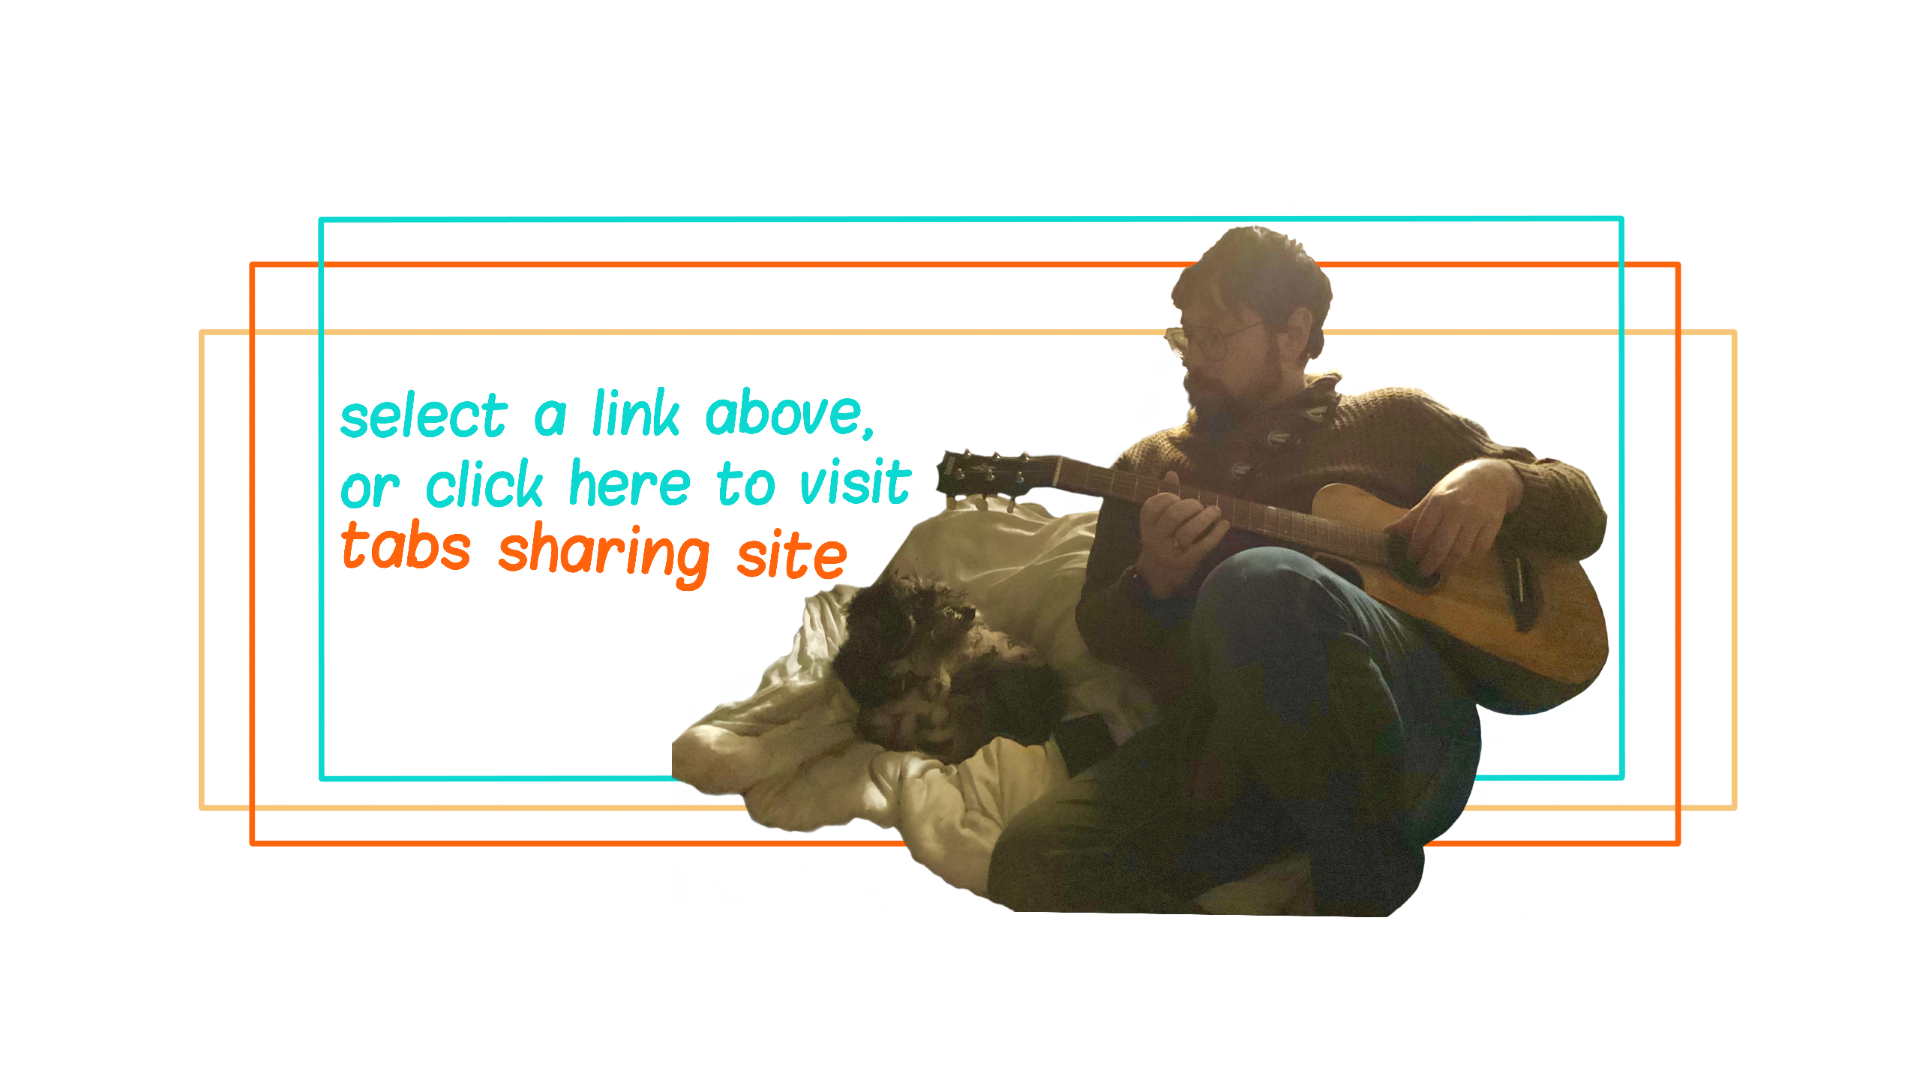 select a link above,
or click here to visit
tabs sharing site